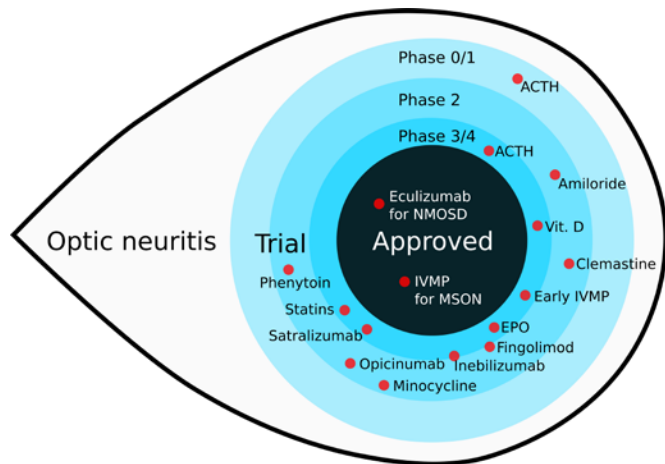 Phase 0/1
ACTH
Phase 2
Phase 3/4
ACTH
Amiloride
Eculizumab
for NMOSD
Vit. D
Optic neuritis
Trial
Approved
Clemastine
Phenytoin
IVMP
for MSON
Early IVMP
Statins
EPO
Satralizumab
Fingolimod
Opicinumab
Inebilizumab
Minocycline